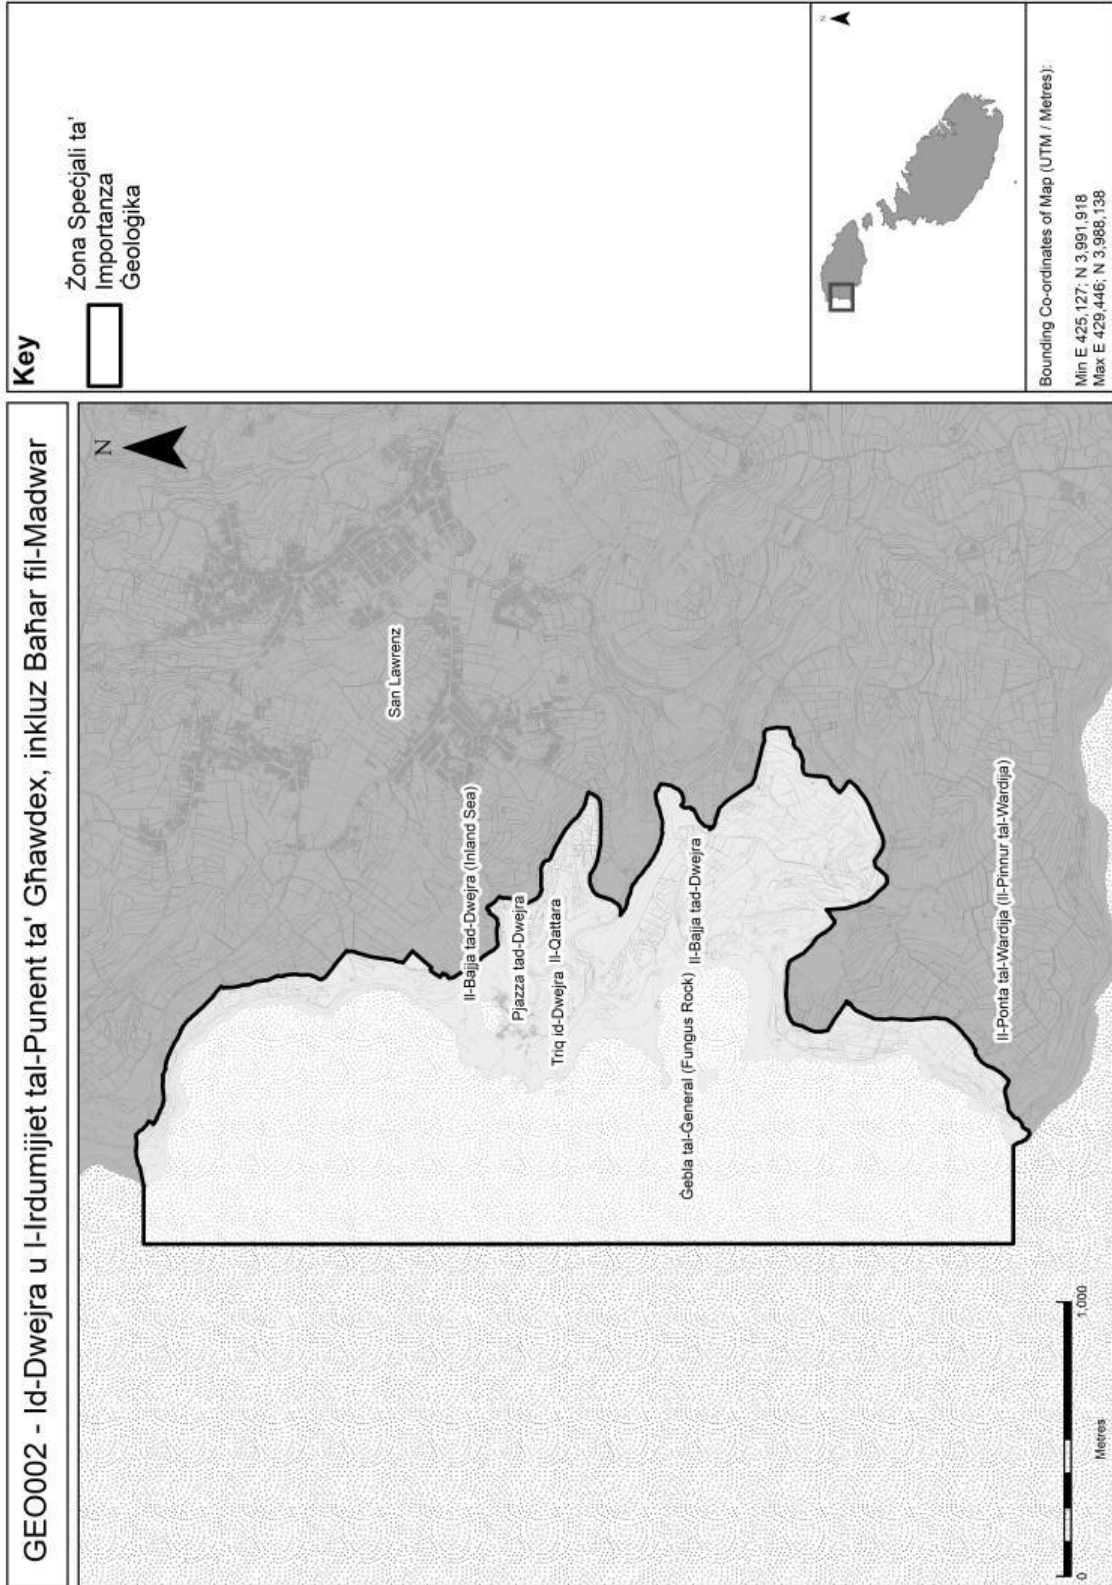 GEO002 - Id-Dwejra u l-Irdumijiet tal-Punent ta' Għawdex, inkluz Baħar fil-Madwar
N
San Lawrenz
Il-Bajja tad-Dwejra (Inland Sea)
Pjazza tad-Dwejra
Triq id-Dwejra Il-Qattara
Ġebla tal-Ġeneral (Fungus Rock) Il-Bajja tad-Dwejra
Il-Ponta tal-Wardija (Il-Pinnur tal-Wardija)
0 1,000
Metres
Key
Żona Speċjali ta'
Importanza
Ġeoloġika
N
Bounding Co-ordinates of Map (UTM / Metres):
Min E 425,127; N 3,991,918
Max E 429,446; N 3,988,138